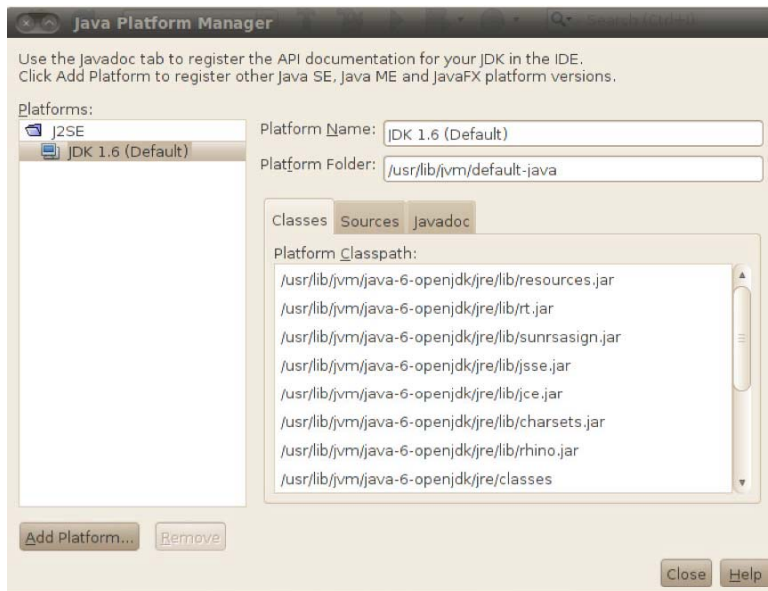 Java Platform Manager
Search (Ctrl+I)
Use the Javadoc tab to register the API documentation for your JDK in the IDE.
Click Add Platform to register other Java SE, Java ME and JavaFX platform versions.
Platforms:
J2SE
JDK 1.6 (Default)
Platform Name: JDK 1.6 (Default)
Platform Folder: /usr/lib/jvm/default-java
Classes Sources Javadoc
Platform Classpath:
/usr/lib/jvm/java-6-openjdk/jre/lib/resources.jar
/usr/lib/jvm/java-6-openjdk/jre/lib/rt.jar
/usr/lib/jvm/java-6-openjdk/jre/lib/sunrsasign.jar
/usr/lib/jvm/java-6-openjdk/jre/lib/jsse.jar
/usr/lib/jvm/java-6-openjdk/jre/lib/jce.jar
/usr/lib/jvm/java-6-openjdk/jre/lib/charsets.jar
/usr/lib/jvm/java-6-openjdk/jre/lib/rhino.jar
/usr/lib/jvm/java-6-openjdk/jre/classes
Add Platform... Remove
Close Help